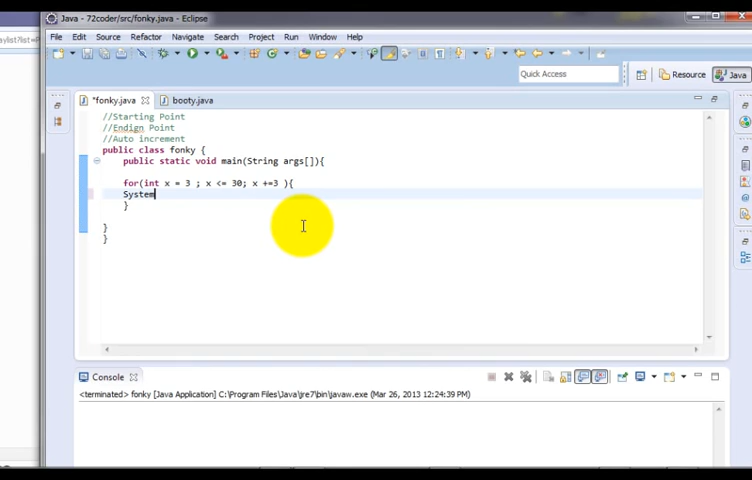 Java - 72coder/src/fonky.java - Eclipse
File Edit Source Refactor Navigate Search Project Run Window Help
Quick Access
Resource
Java
*fonky.java
booty.java
//Starting Point
//Endign Point
//Auto increment
public class fonky {
public static void main(String args[]){
for(int x = 3 ; x <= 30; x +=3 ){
System
}
}
}
Console
<terminated> fonky [Java Application] C:\Program Files\Java\jre7\bin\javaw.exe (Mar 26, 2013 12:24:39 PM)